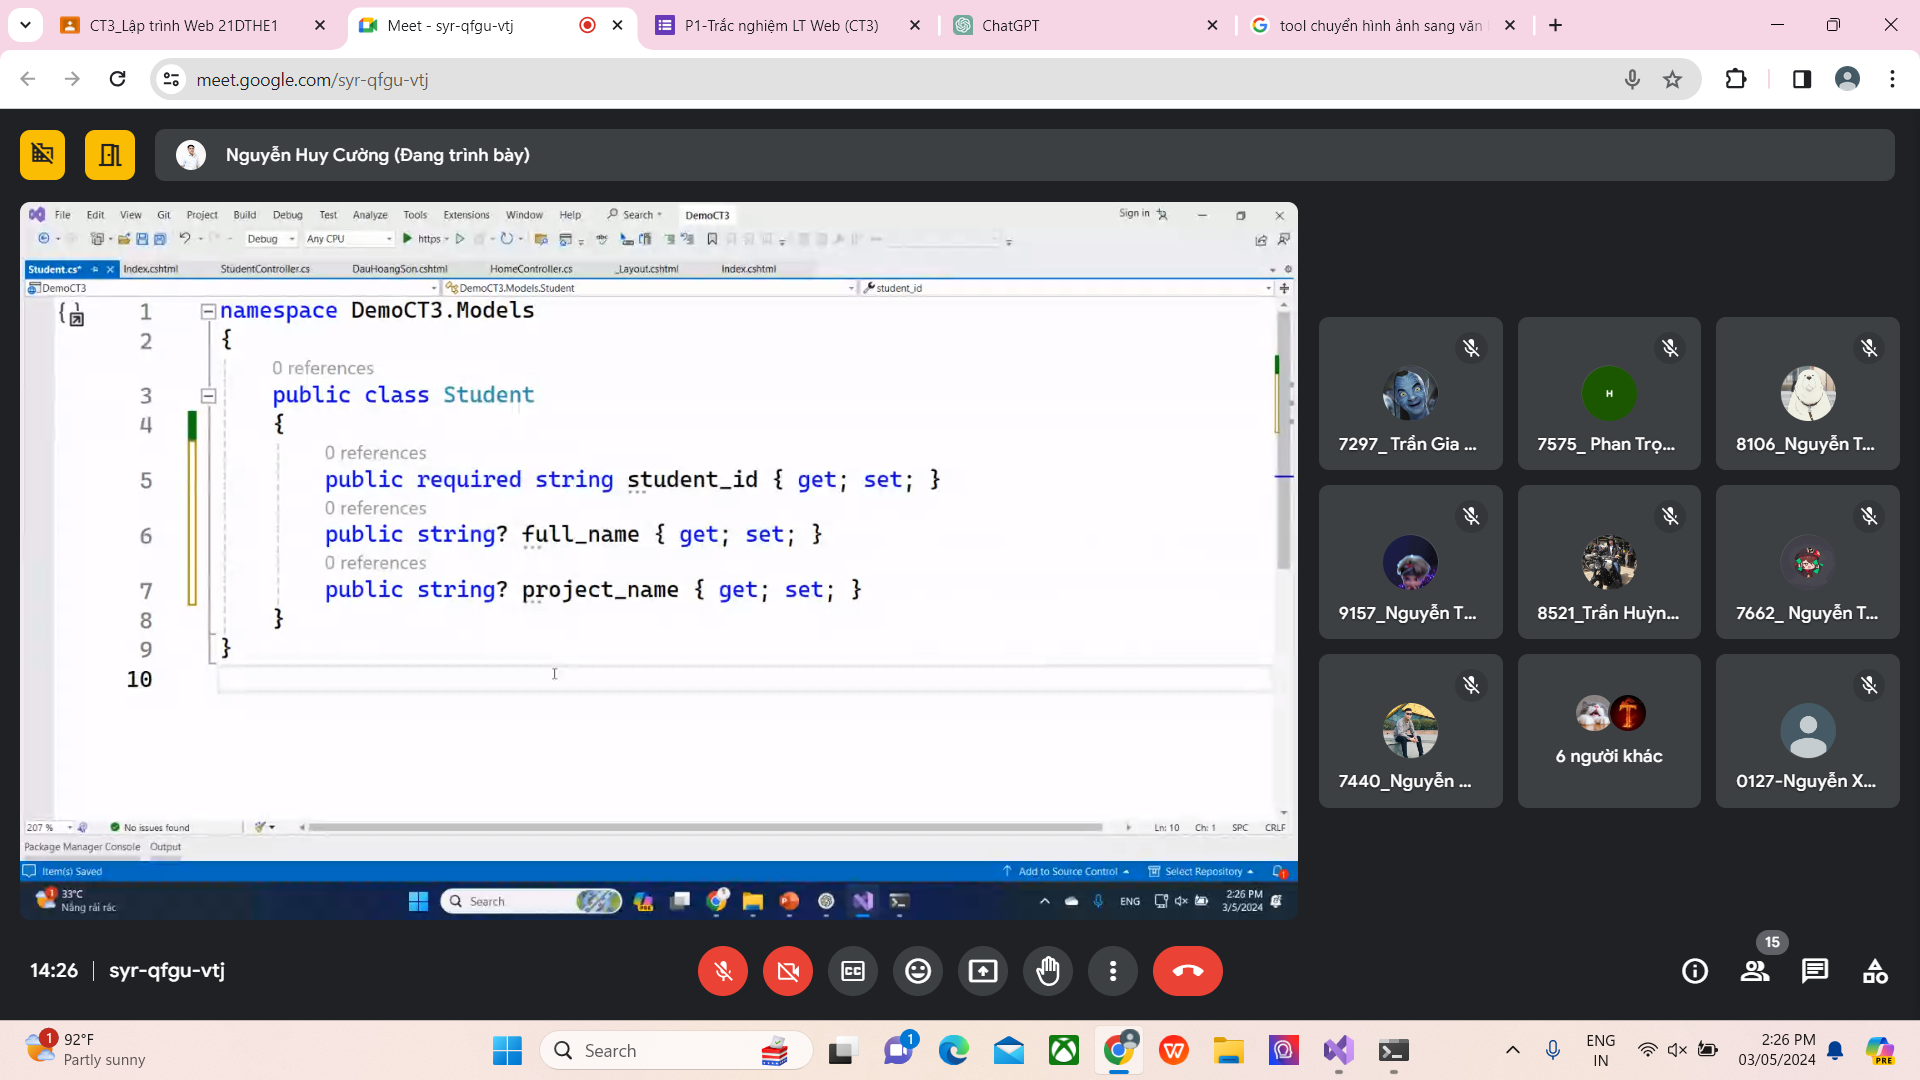 CT3_Lập trình Web 21DTHE1
Meet - syr-qfgu-vtj
P1-Trắc nghiệm LT Web (CT3)
ChatGPT
tool chuyển hình ảnh sang văn
meet.google.com/syr-qfgu-vtj
Nguyễn Huy Cường (Đang trình bày)
File Edit View Git Project Build Debug Test Analyze Tools Extensions Window Help Search DemoCT3 Sign in
Debug Any CPU https
Student.cs* Index.cshtml StudentController.cs DauHoangSon.cshtml HomeController.cs _Layout.cshtml Index.cshtml
DemoCT3 DemoCT3.Models.Student student_id
1 namespace DemoCT3.Models
2 {
0 references
3 public class Student
4 {
0 references
5 public required string student_id { get; set; }
0 references
6 public string? full_name { get; set; }
0 references
7 public string? project_name { get; set; }
8 }
9 }
10
207 % No issues found Ln: 10 Ch: 1 SPC CRLF
Package Manager Console Output
Item(s) Saved Add to Source Control Select Repository 1
1 33°C
Nắng rải rác
Search
ENG
2:26 PM
3/5/2024
7297_ Trần Gia ...
H
7575_ Phan Trọ...
8106_Nguyễn T...
9157_Nguyễn T...
8521_Trần Huỳn...
7662_ Nguyễn T...
7440_Nguyễn ...
6 người khác
0127-Nguyễn X...
14:26 syr-qfgu-vtj
15
1 92°F
Partly sunny
Search
1
ENG
IN
2:26 PM
03/05/2024
PRE